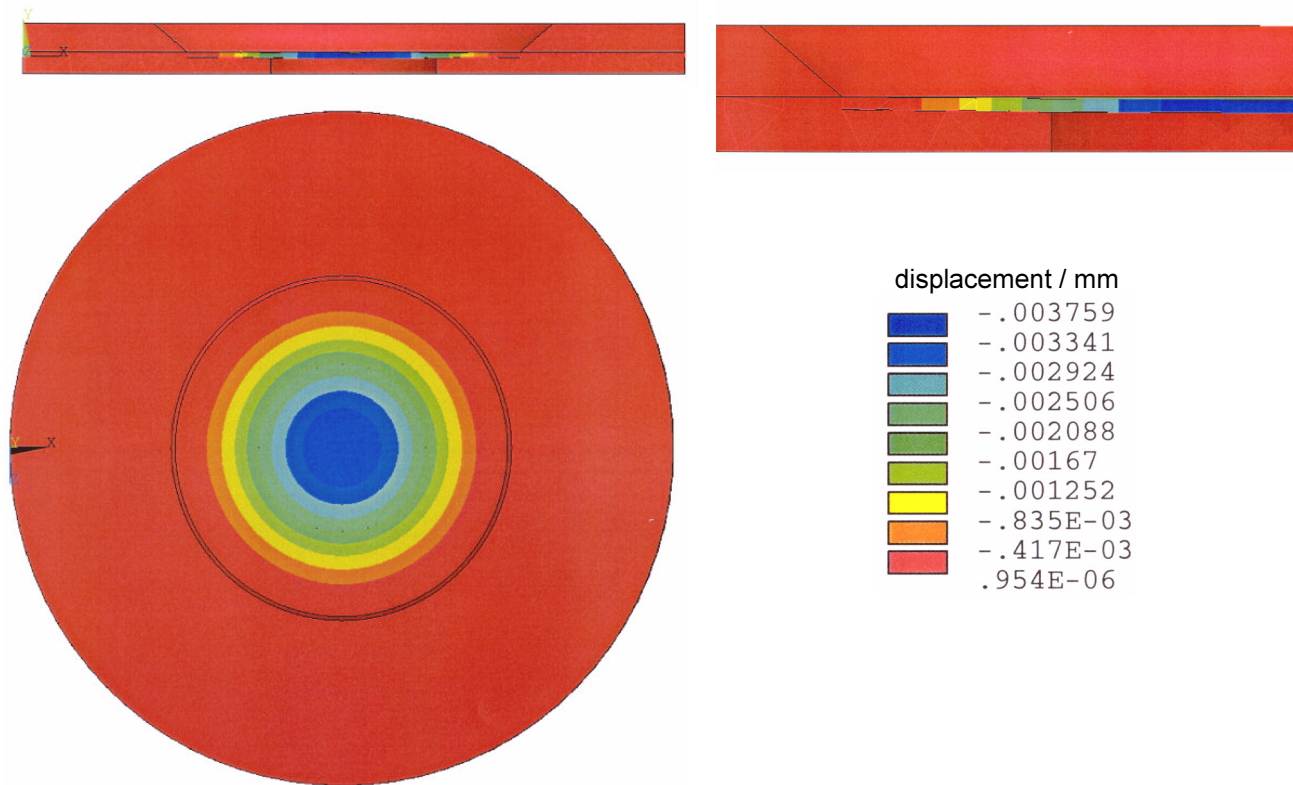 Y
Z X
displacement / mm
-.003759
-.003341
-.002924
-.002506
-.002088
-.00167
-.001252
-.835E-03
-.417E-03
.954E-06
Y X
Z